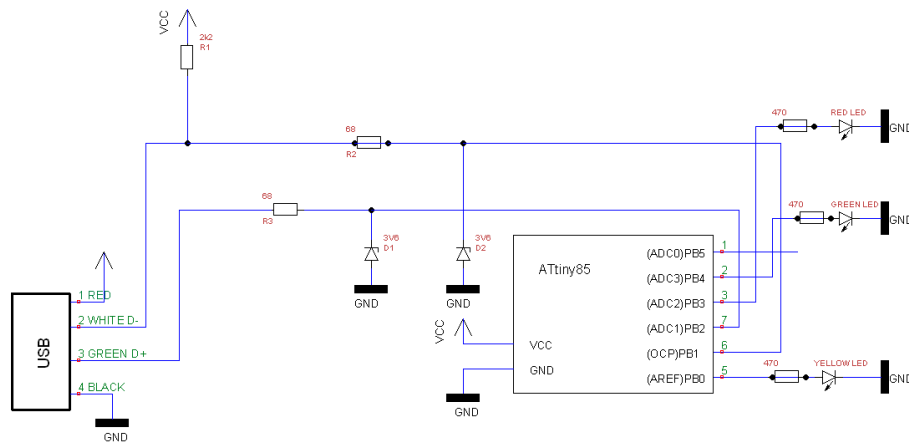 VCC
2k2
R1
68
R2
68
R3
3V6
D1
3V6
D2
GND
GND
470
RED LED
GND
470
GREEN LED
GND
470
YELLOW LED
GND
USB
1 RED
2 WHITE D-
3 GREEN D+
4 BLACK
GND
ATtiny85
VCC
VCC
GND
GND
(ADC0)PB5
1
(ADC3)PB4
2
(ADC2)PB3
3
(ADC1)PB2
7
(OCP)PB1
6
(AREF)PB0
5